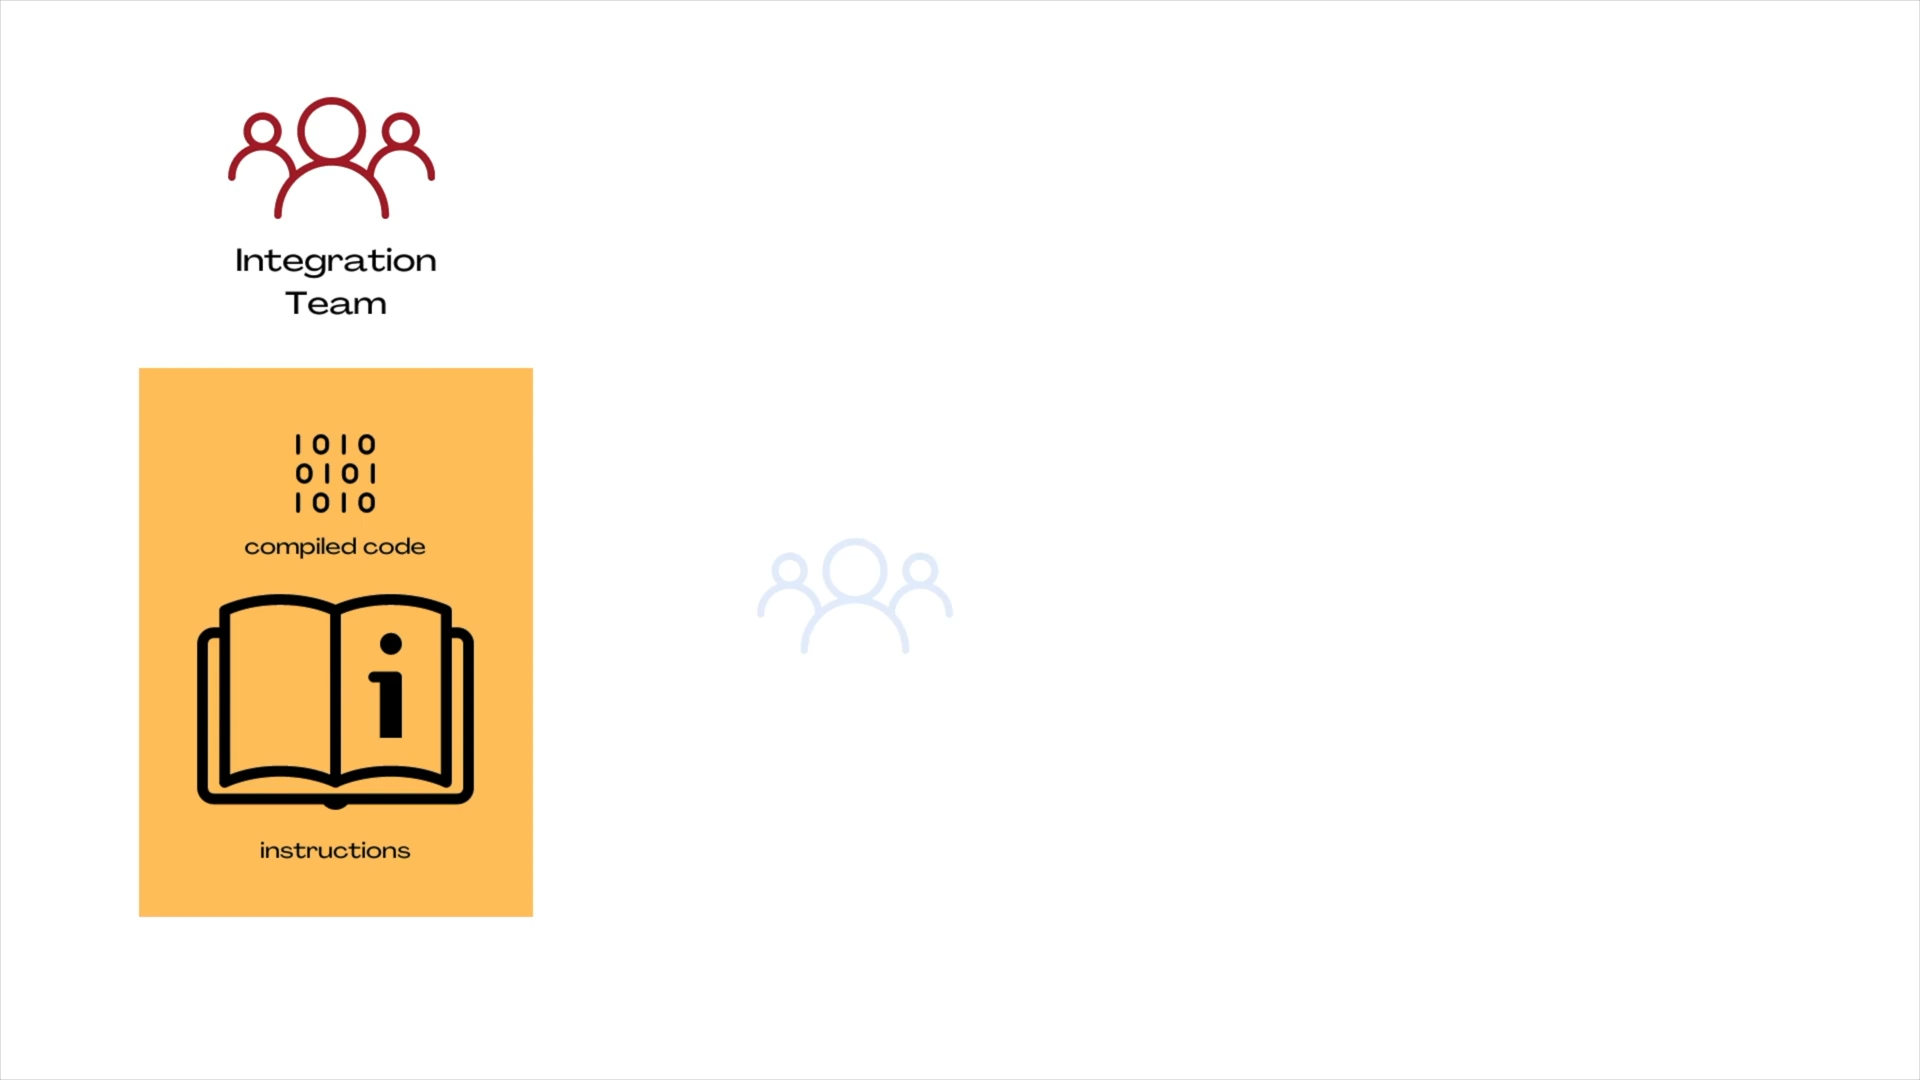 Integration
Team
1010
0101
1010
compiled code
i
instructions